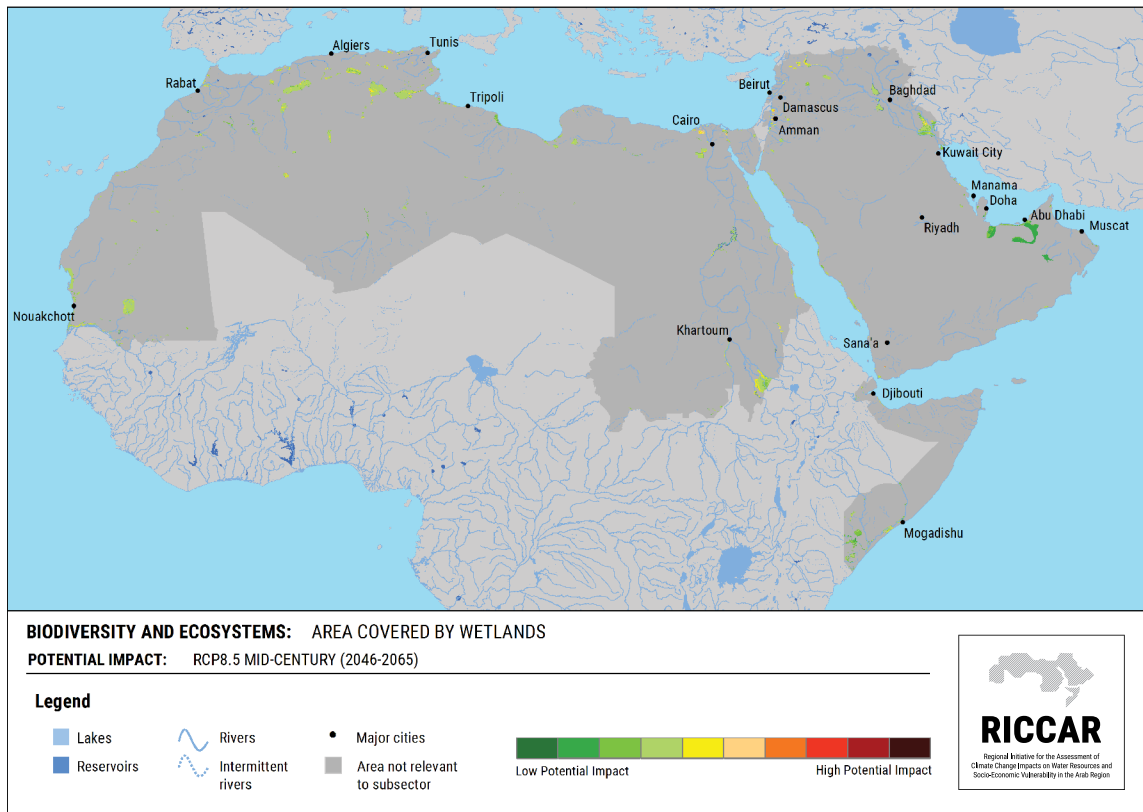 Algiers
Tunis
Rabat
Tripoli
Beirut
Damascus
Baghdad
Cairo
Amman
Kuwait City
Manama
Doha
Abu Dhabi
Muscat
Riyadh
Nouakchott
Khartoum
Sana'a
Djibouti
Mogadishu
BIODIVERSITY AND ECOSYSTEMS: AREA COVERED BY WETLANDS
POTENTIAL IMPACT: RCP8.5 MID-CENTURY (2046-2065)
Legend
Lakes
Rivers
Major cities
Reservoirs
Intermittent
rivers
Area not relevant
to subsector
Low Potential Impact
High Potential Impact
RICCAR
Regional Initiative for the Assessment of
Climate Change Impacts on Water Resources and
Socio-Economic Vulnerability in the Arab Region